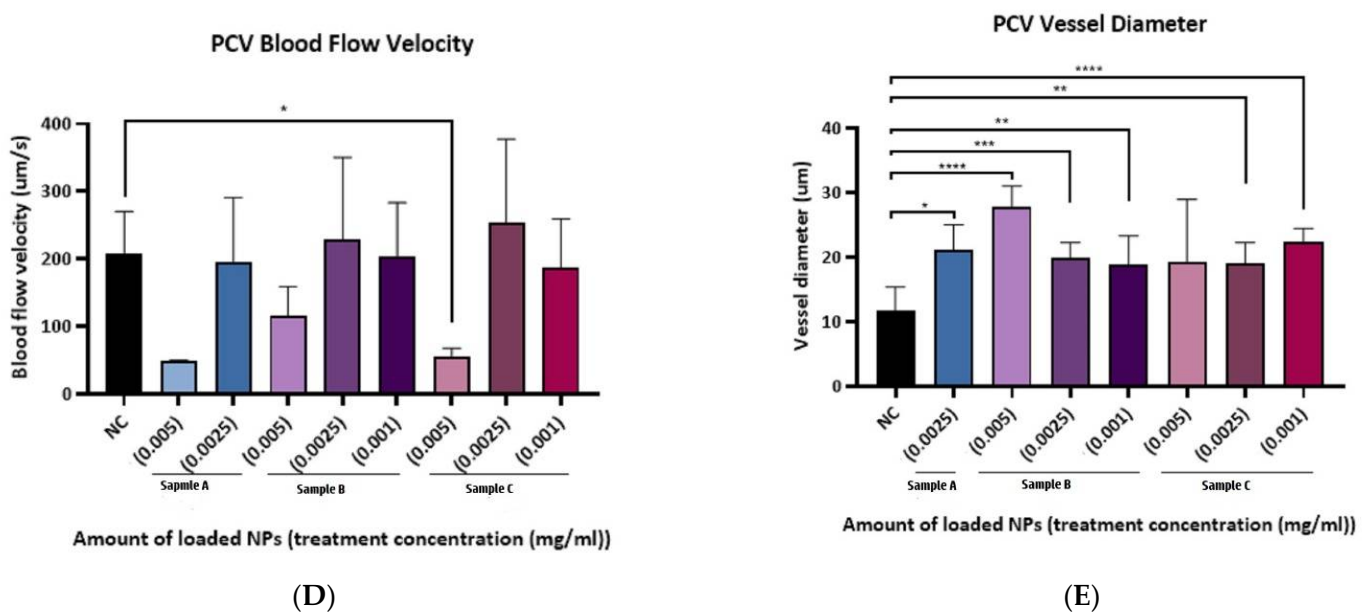 PCV Blood Flow Velocity
*
Blood flow velocity (um/s)
400
300
200
100
0
NC
(0.005)
(0.0025)
(0.005)
(0.0025)
(0.001)
(0.005)
(0.0025)
(0.001)
Sapmle A
Sample B
Sample C
Amount of loaded NPs (treatment concentration (mg/ml))
(D)
PCV Vessel Diameter
****
**
**
***
****
*
Vessel diameter (um)
40
30
20
10
0
NC
(0.0025)
(0.005)
(0.0025)
(0.001)
(0.005)
(0.0025)
(0.001)
Sample A
Sample B
Sample C
Amount of loaded NPs (treatment concentration (mg/ml))
(E)